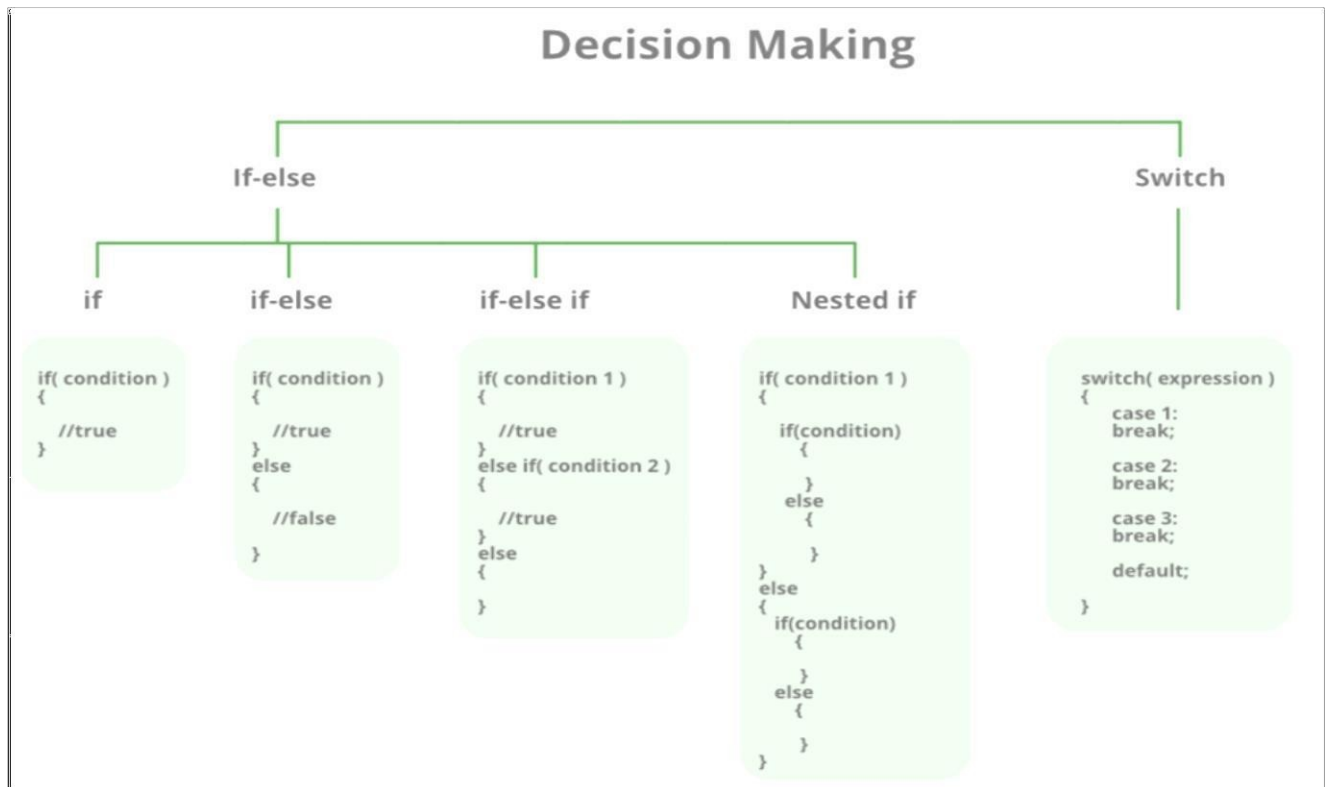 Decision Making
If-else
Switch
if
if-else
if-else if
Nested if
if( condition )
{
//true
}
if( condition )
{
//true
}
else
{
//false
}
if( condition 1 )
{
//true
}
else if( condition 2 )
{
//true
}
else
{
}
if( condition 1 )
{
if(condition)
{
}
else
{
}
}
else
{
if(condition)
{
}
else
{
}
}
switch( expression )
{
case 1:
break;
case 2:
break;
case 3:
break;
default;
}